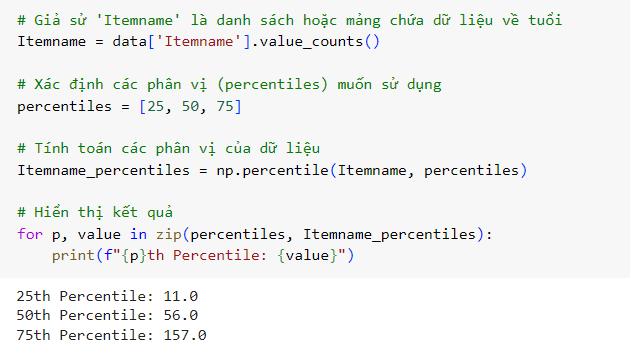 # Giả sử 'Itemname' là danh sách hoặc mảng chứa dữ liệu về tuổi
Itemname = data['Itemname'].value_counts()
# Xác định các phân vị (percentiles) muốn sử dụng
percentiles = [25, 50, 75]
# Tính toán các phân vị của dữ liệu
Itemname_percentiles = np.percentile(Itemname, percentiles)
# Hiển thị kết quả
for p, value in zip(percentiles, Itemname_percentiles):
    print(f"{p}th Percentile: {value}")
25th Percentile: 11.0
50th Percentile: 56.0
75th Percentile: 157.0